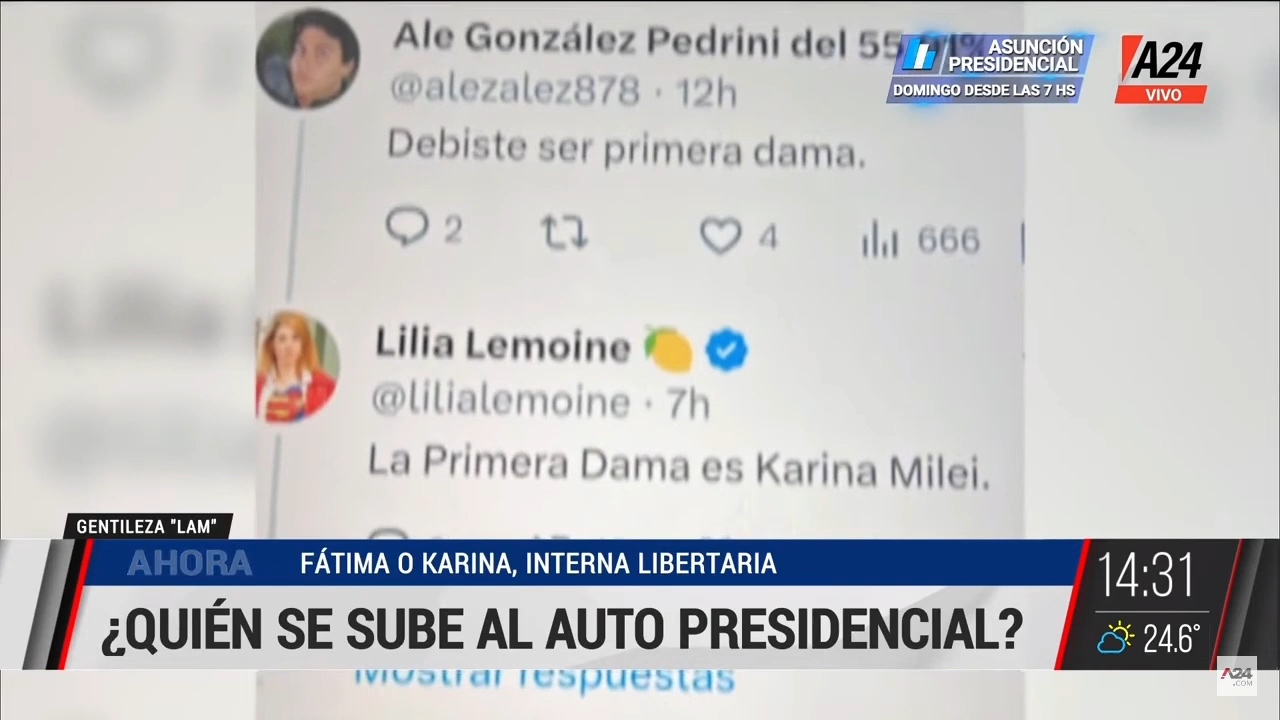 Ale González Pedrini del 55
@alezalez878 · 12h
Debiste ser primera dama.
2
4
666
ASUNCIÓN
PRESIDENCIAL
DOMINGO DESDE LAS 7 HS
A24
VIVO
Lilia Lemoine
@lilialemoine · 7h
La Primera Dama es Karina Milei.
GENTILEZA "LAM"
AHORA
FÁTIMA O KARINA, INTERNA LIBERTARIA
¿QUIÉN SE SUBE AL AUTO PRESIDENCIAL?
14:31
24.6°
Mostrar respuestas
A24
.COM